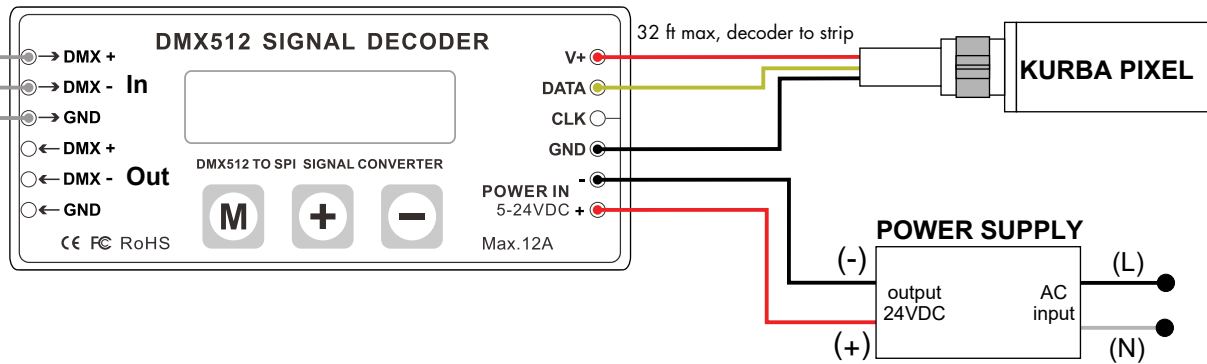 DMX512 SIGNAL DECODER
DMX +
DMX -
In
GND
DMX +
DMX -
Out
GND
DMX512 TO SPI SIGNAL CONVERTER
M
+
−
CE FC RoHS
V+
DATA
CLK
GND
-
POWER IN
5-24VDC +
Max.12A
32 ft max, decoder to strip
KURBA PIXEL
POWER SUPPLY
(-)
(+)
output
24VDC
AC
input
(L)
(N)